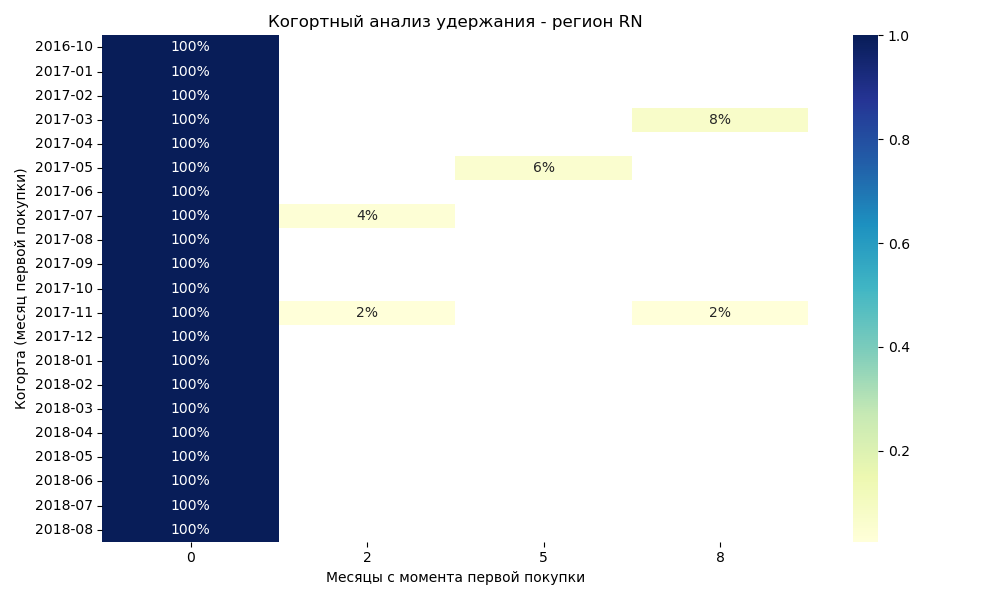 Когортный анализ удержания - регион RN
Когорта (месяц первой покупки)
2016-10 100%
2017-01 100%
2017-02 100%
2017-03 100% 8%
2017-04 100%
2017-05 100% 6%
2017-06 100%
2017-07 100% 4%
2017-08 100%
2017-09 100%
2017-10 100%
2017-11 100% 2% 2%
2017-12 100%
2018-01 100%
2018-02 100%
2018-03 100%
2018-04 100%
2018-05 100%
2018-06 100%
2018-07 100%
2018-08 100%
0 2 5 8
Месяцы с момента первой покупки
1.0
0.8
0.6
0.4
0.2